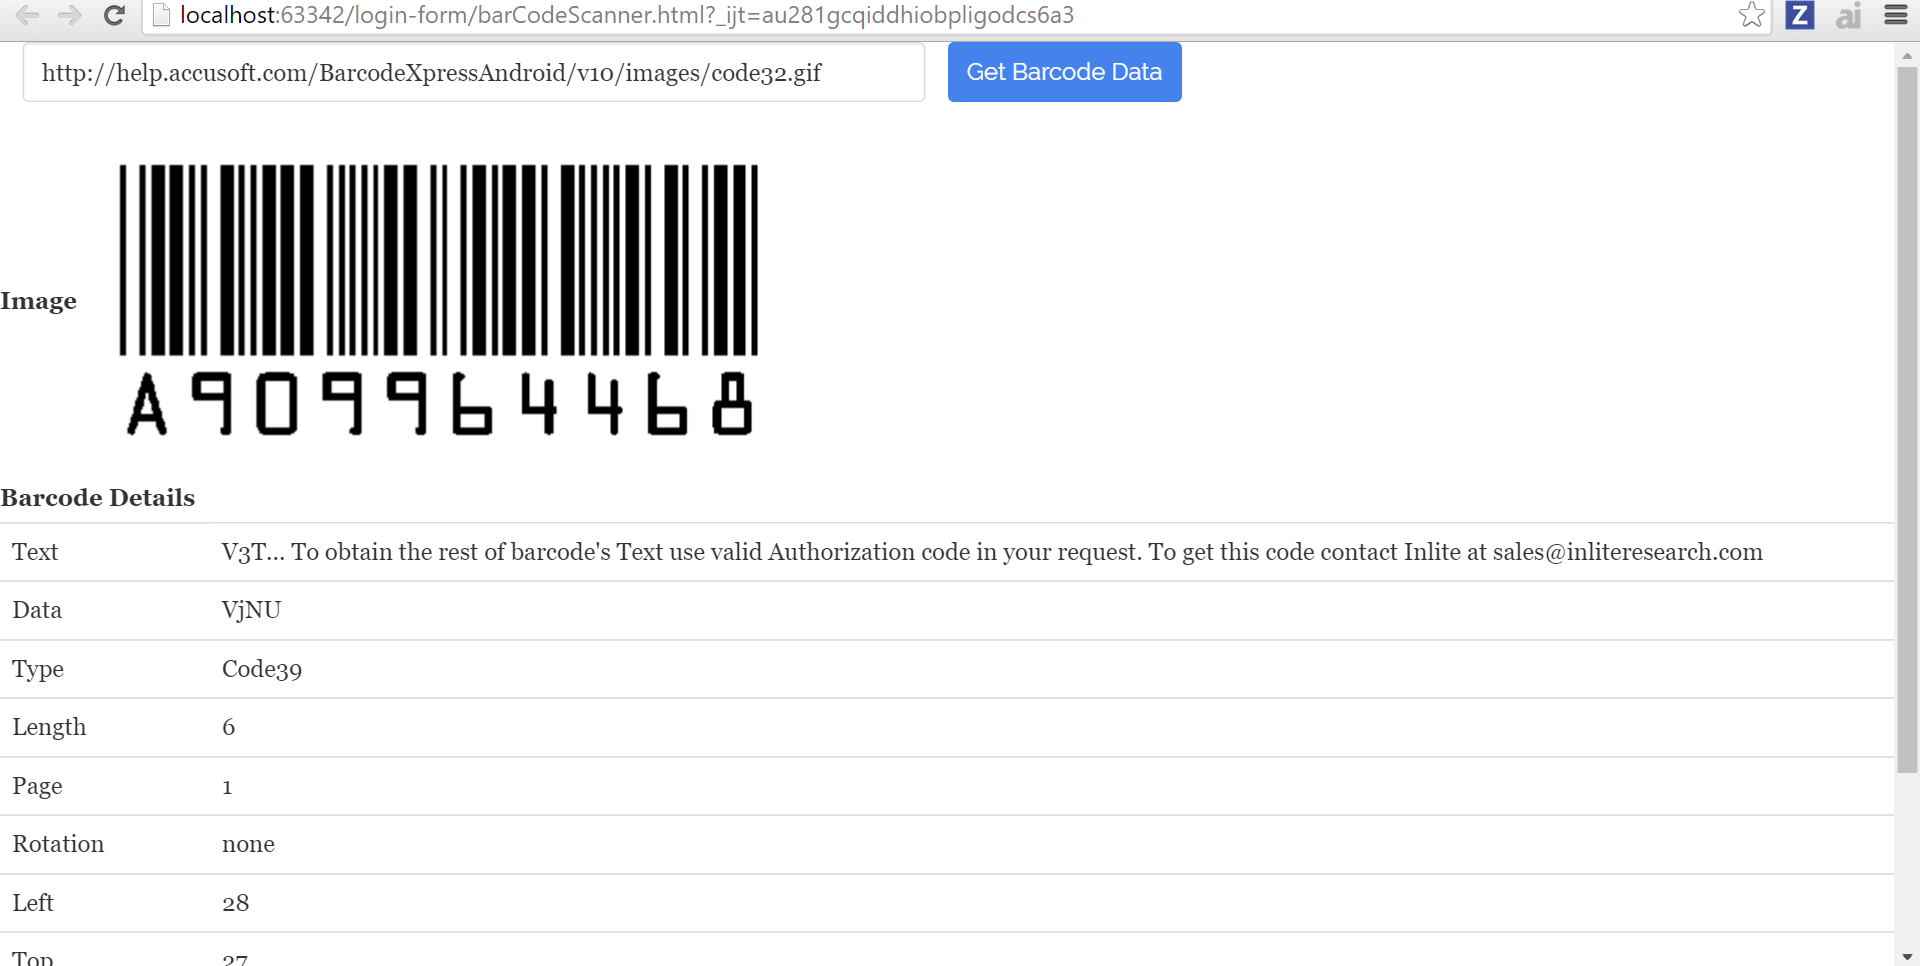 localhost:63342/login-form/barCodeScanner.html?_ijt=au281gcqiddhiobpligodcs6a3
Z ai
http://help.accusoft.com/BarcodeXpressAndroid/v10/images/code32.gif Get Barcode Data
Image
A909964468
Barcode Details
Text V3T... To obtain the rest of barcode's Text use valid Authorization code in your request. To get this code contact Inlite at sales@inliteresearch.com
Data VjNU
Type Code39
Length 6
Page 1
Rotation none
Left 28
Top 27